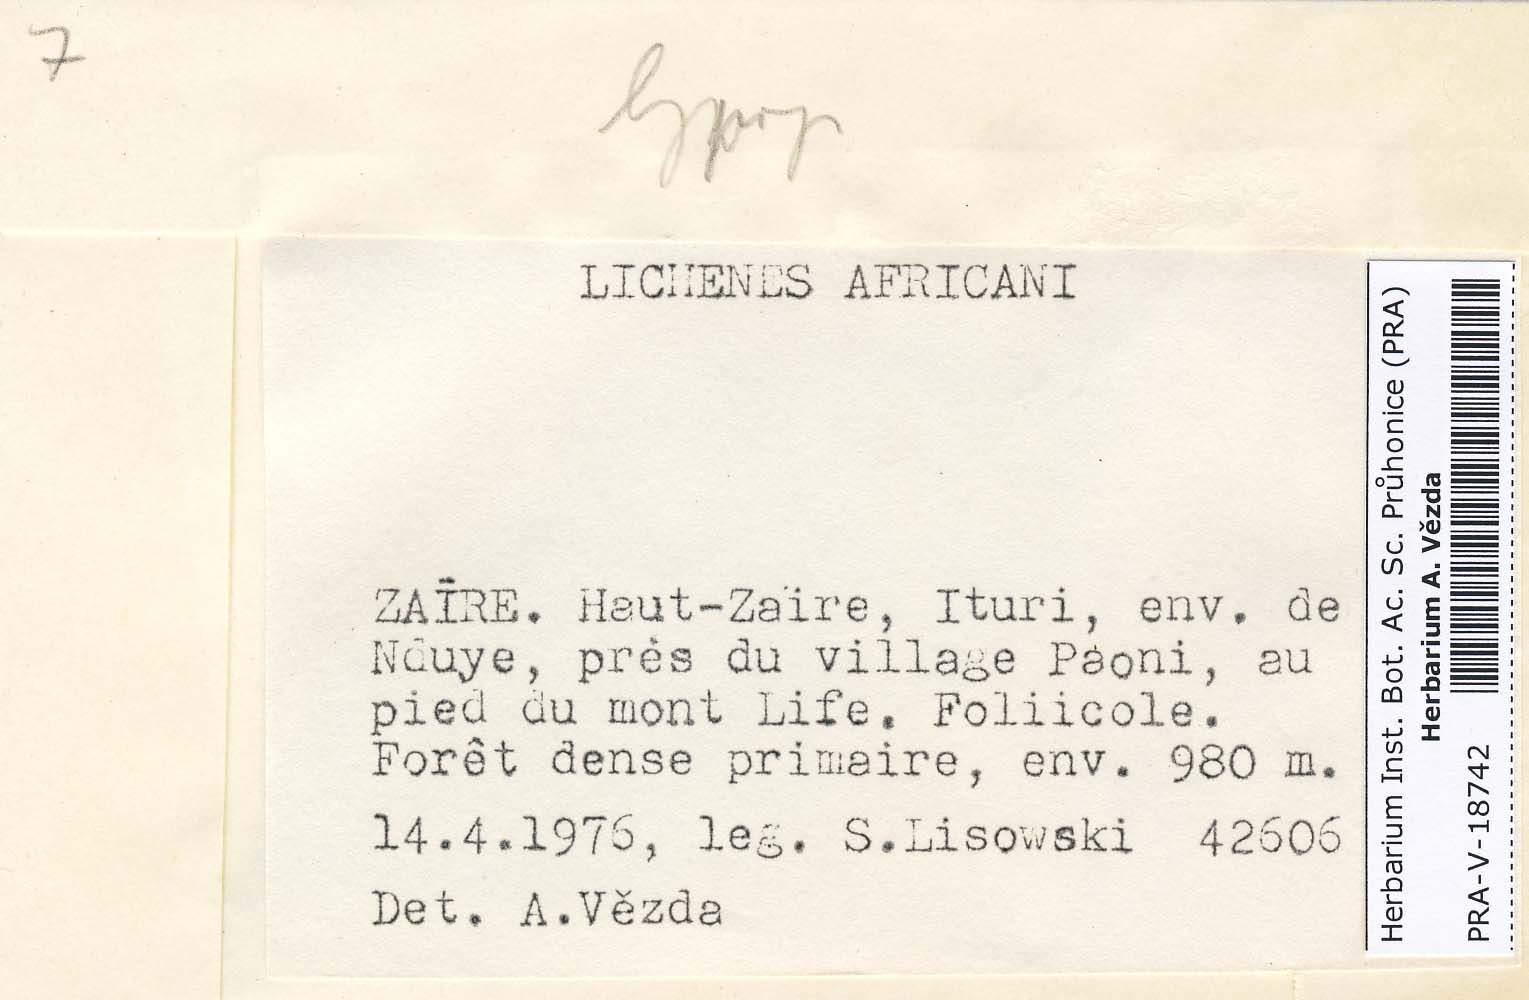 7
LICHENES AFRICANI
ZAÏRE. Haut-Zaïre, Ituri, env. de
Nduye, près du village Paoni, au
pied du mont Life. Foliicole.
Forêt dense primaire, env. 980 m.
14.4.1976, leg. S.Lisowski 42606
Det. A.Vězda
Herbarium Inst. Bot. Ac. Sc. Průhonice (PRA)
Herbarium A. Vězda
PRA-V-18742